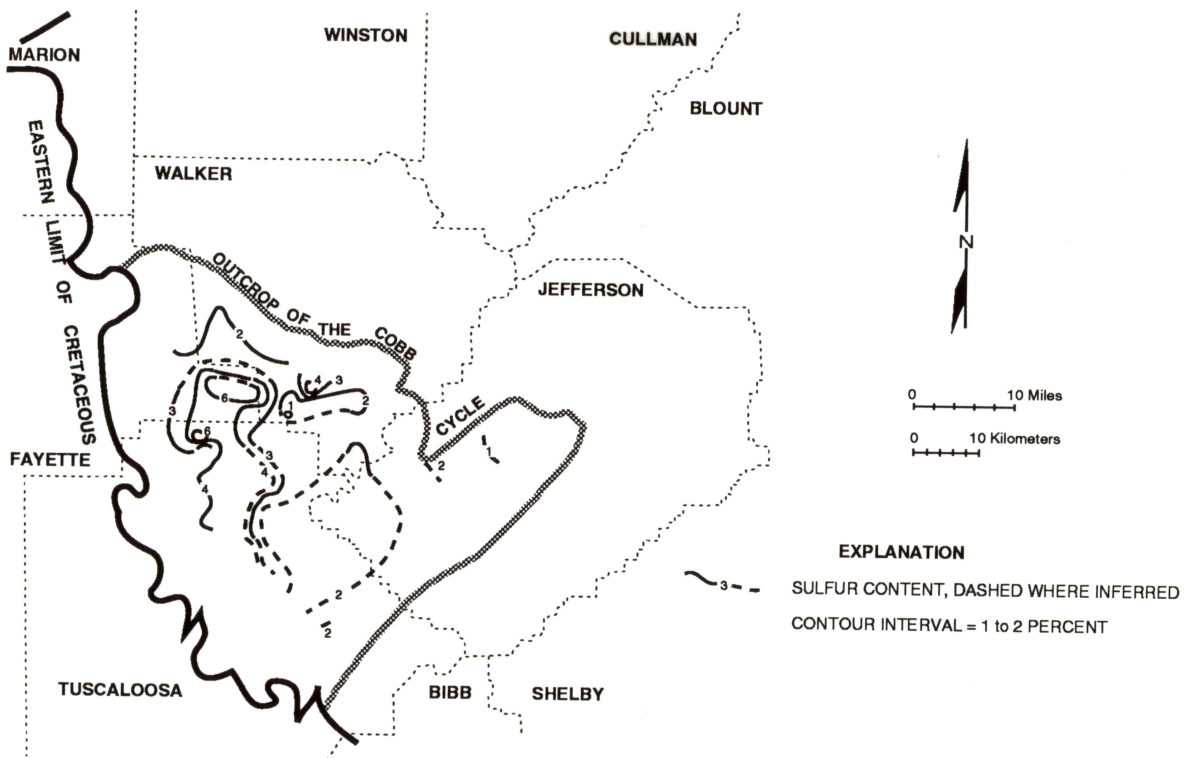 MARION
WINSTON
CULLMAN
BLOUNT
WALKER
EASTERN LIMIT OF CRETACEOUS
OUTCROP OF THE COBB CYCLE
JEFFERSON
N
2
3
6
6
4
3
4
1
4
3
2
2
1
2
2
FAYETTE
TUSCALOOSA
BIBB
SHELBY
0 10 Miles
0 10 Kilometers
EXPLANATION
3 SULFUR CONTENT, DASHED WHERE INFERRED
CONTOUR INTERVAL = 1 to 2 PERCENT